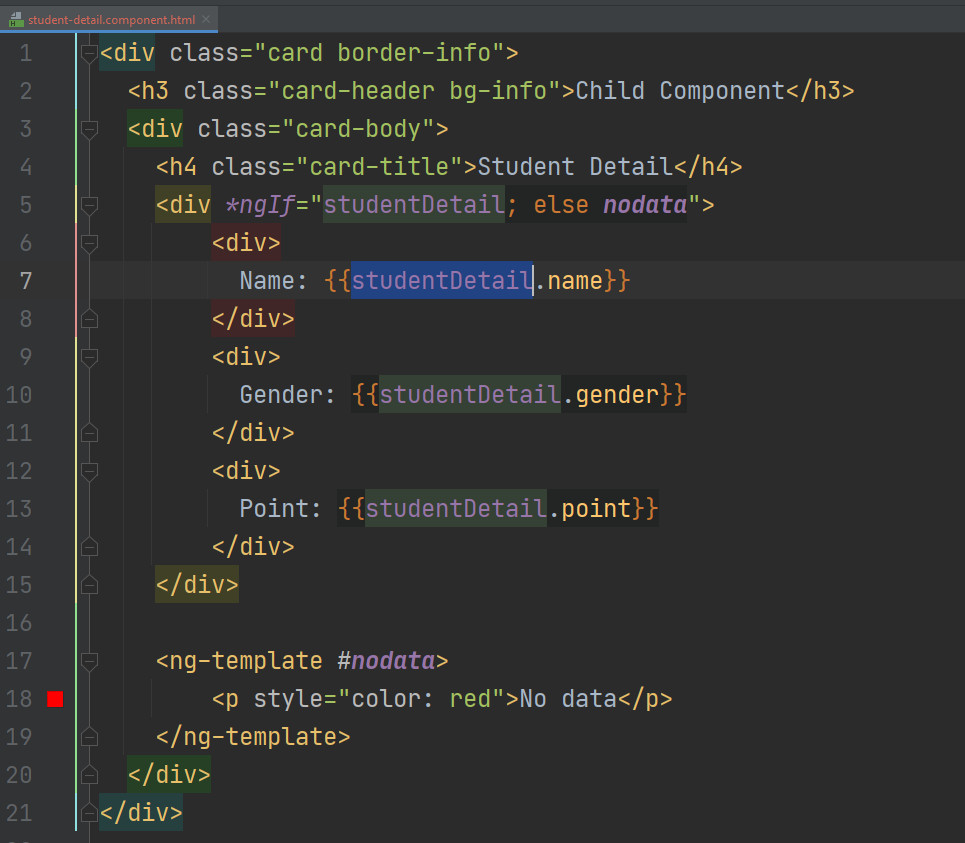 student-detail.component.html
1 <div class="card border-info">
2 <h3 class="card-header bg-info">Child Component</h3>
3 <div class="card-body">
4 <h4 class="card-title">Student Detail</h4>
5 <div *ngIf="studentDetail; else nodata">
6 <div>
7 Name: {{studentDetail.name}}
8 </div>
9 <div>
10 Gender: {{studentDetail.gender}}
11 </div>
12 <div>
13 Point: {{studentDetail.point}}
14 </div>
15 </div>
16
17 <ng-template #nodata>
18 <p style="color: red">No data</p>
19 </ng-template>
20 </div>
21 </div>